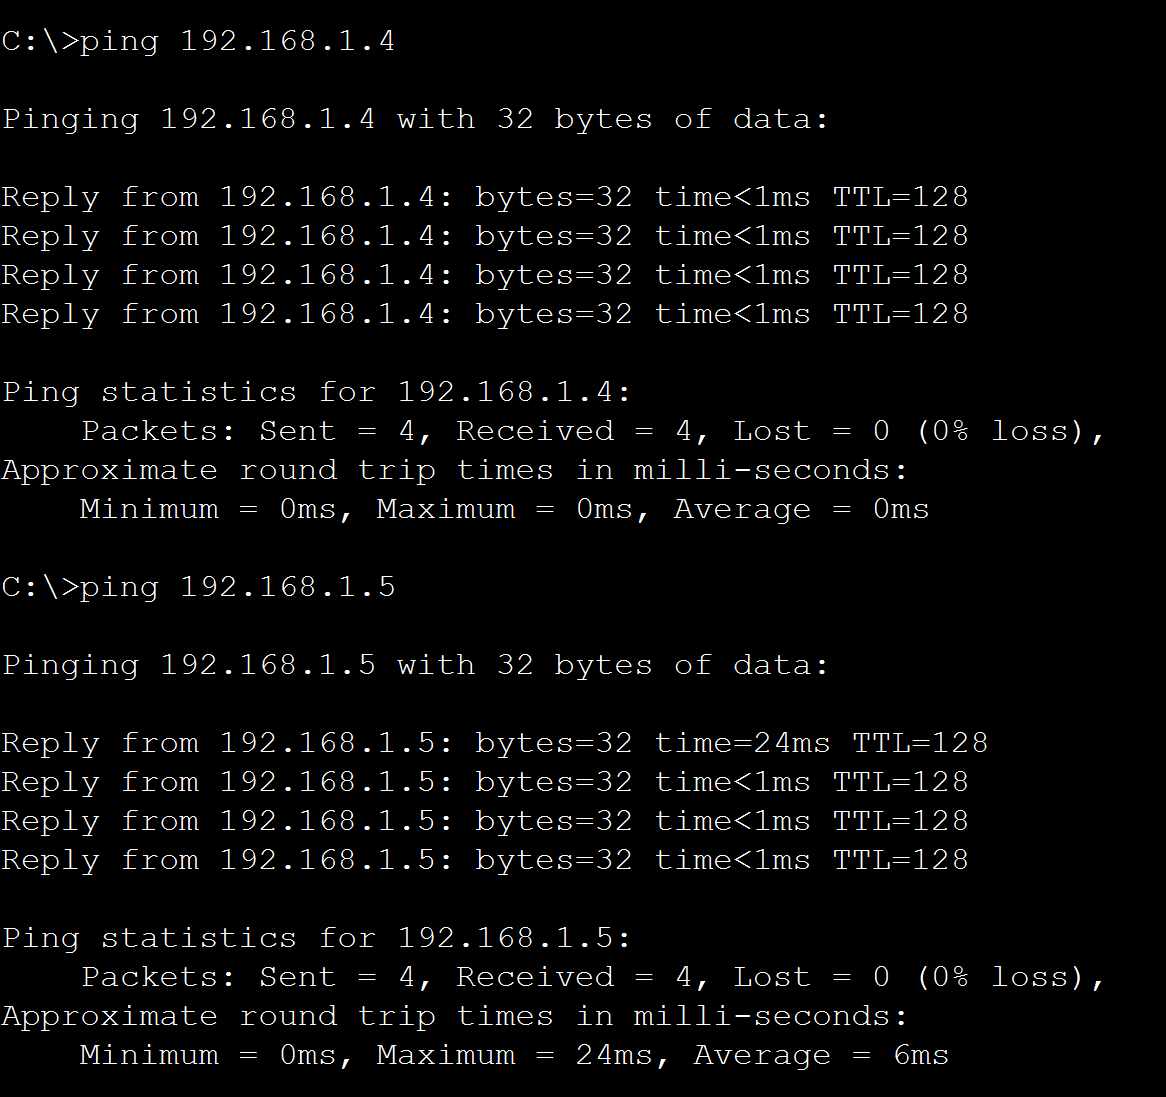 C:\>ping 192.168.1.4
Pinging 192.168.1.4 with 32 bytes of data:
Reply from 192.168.1.4: bytes=32 time<1ms TTL=128
Reply from 192.168.1.4: bytes=32 time<1ms TTL=128
Reply from 192.168.1.4: bytes=32 time<1ms TTL=128
Reply from 192.168.1.4: bytes=32 time<1ms TTL=128
Ping statistics for 192.168.1.4:
    Packets: Sent = 4, Received = 4, Lost = 0 (0% loss),
Approximate round trip times in milli-seconds:
    Minimum = 0ms, Maximum = 0ms, Average = 0ms
C:\>ping 192.168.1.5
Pinging 192.168.1.5 with 32 bytes of data:
Reply from 192.168.1.5: bytes=32 time=24ms TTL=128
Reply from 192.168.1.5: bytes=32 time<1ms TTL=128
Reply from 192.168.1.5: bytes=32 time<1ms TTL=128
Reply from 192.168.1.5: bytes=32 time<1ms TTL=128
Ping statistics for 192.168.1.5:
    Packets: Sent = 4, Received = 4, Lost = 0 (0% loss),
Approximate round trip times in milli-seconds:
    Minimum = 0ms, Maximum = 24ms, Average = 6ms